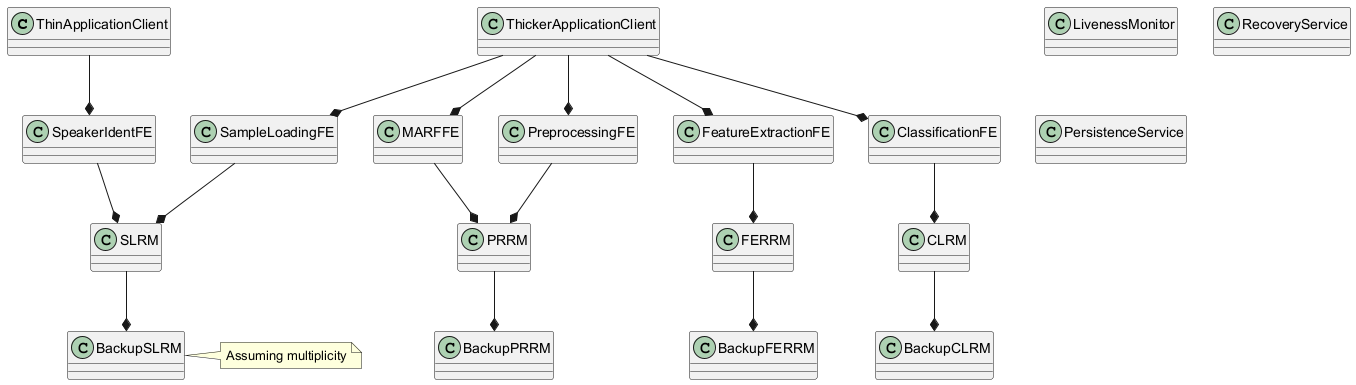 C ThinApplicationClient
C ThickerApplicationClient
C LivenessMonitor
C RecoveryService
C SpeakerIdentFE
C SampleLoadingFE
C MARFFE
C PreprocessingFE
C FeatureExtractionFE
C ClassificationFE
C PersistenceService
C SLRM
C PRRM
C FERRM
C CLRM
C BackupSLRM
Assuming multiplicity
C BackupPRRM
C BackupFERRM
C BackupCLRM